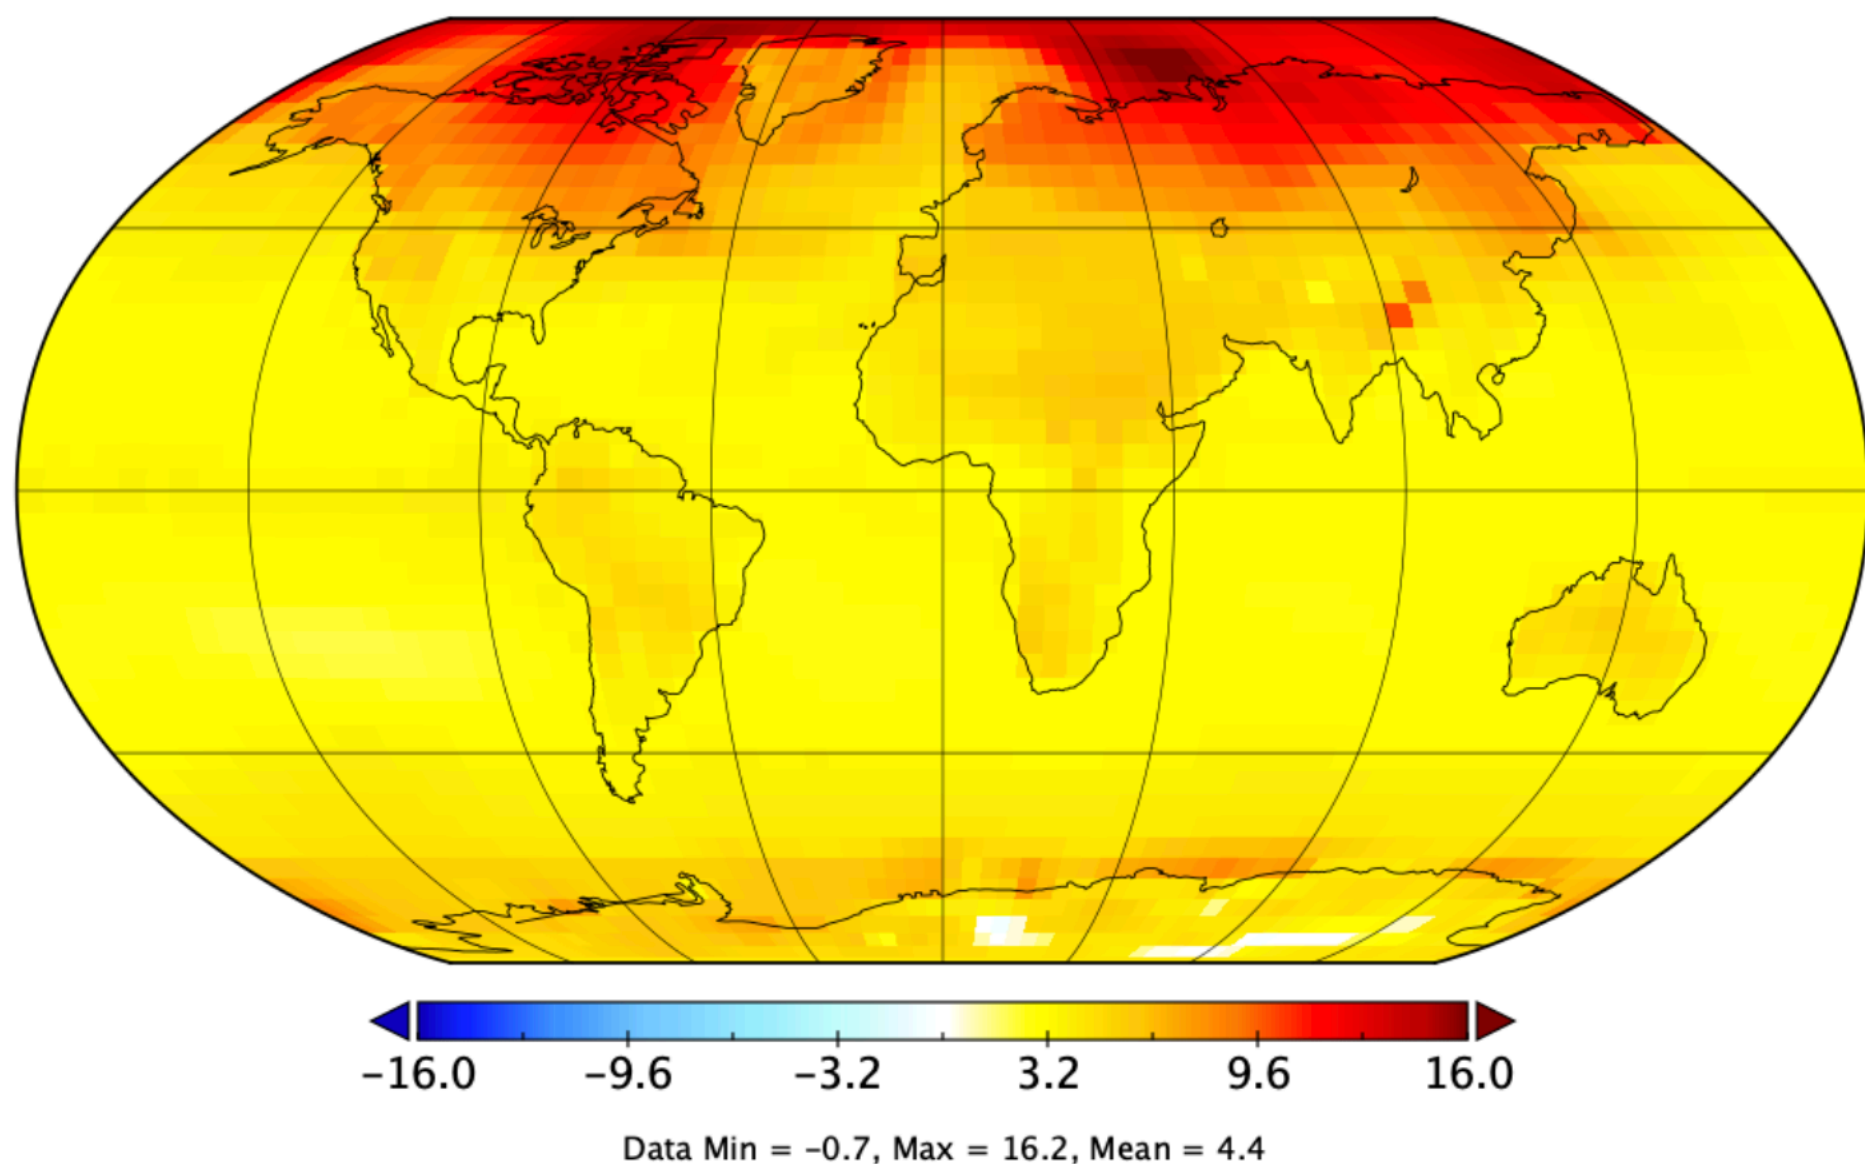 −16.0 −9.6 −3.2 3.2 9.6 16.0
Data Min = −0.7, Max = 16.2, Mean = 4.4